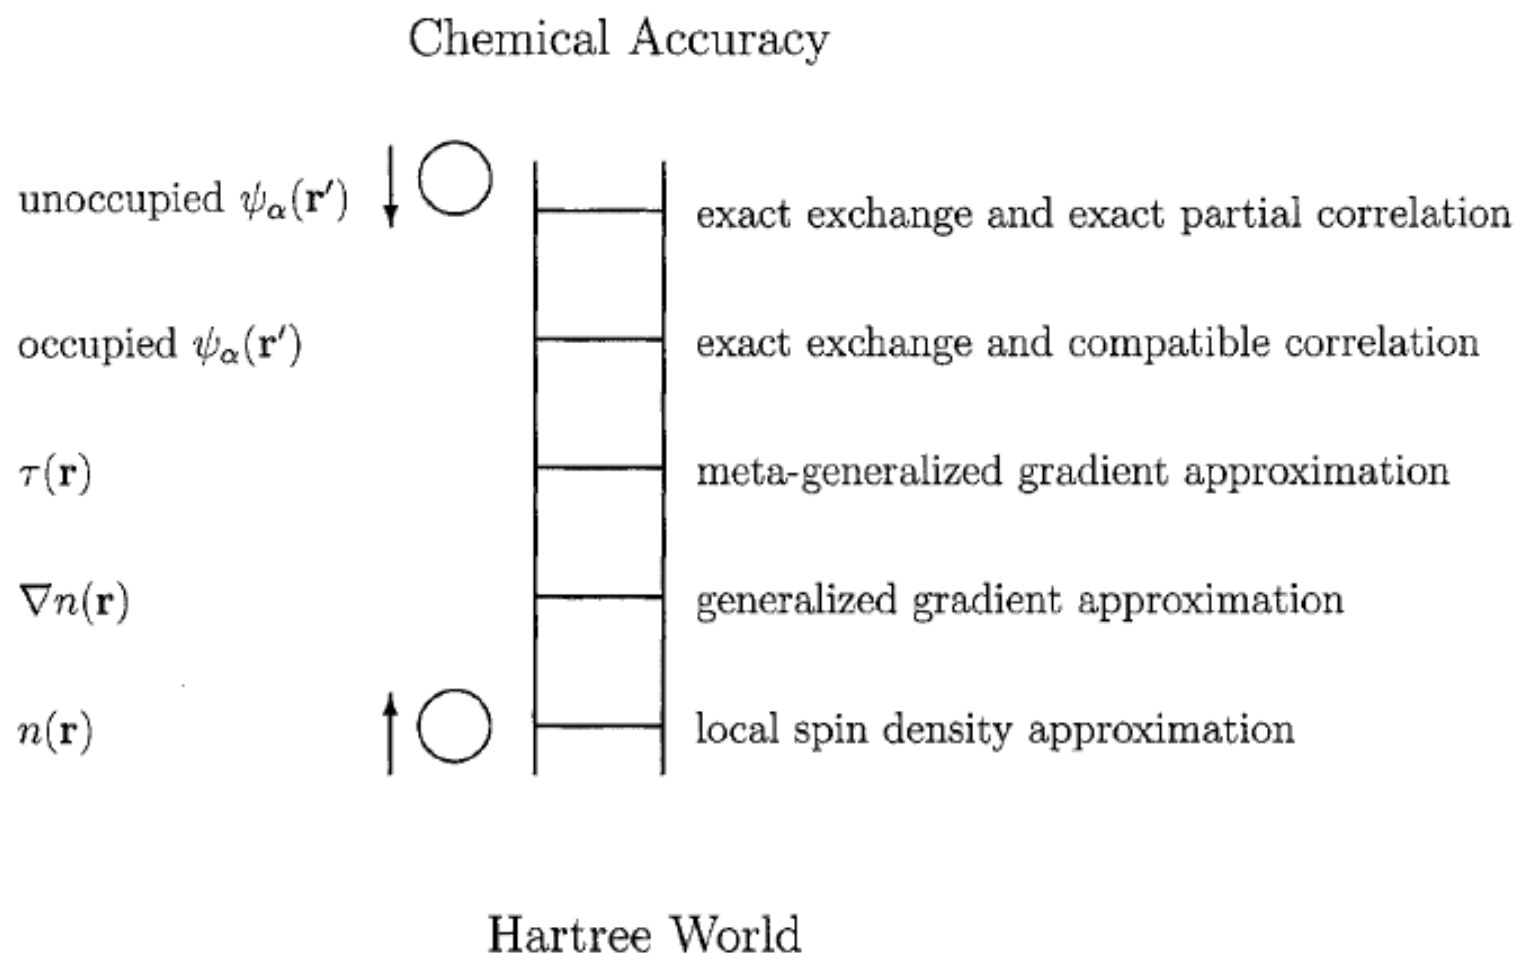 Chemical Accuracy
unoccupied ψα(r′) exact exchange and exact partial correlation
occupied ψα(r′) exact exchange and compatible correlation
τ(r) meta-generalized gradient approximation
∇n(r) generalized gradient approximation
n(r) local spin density approximation
Hartree World